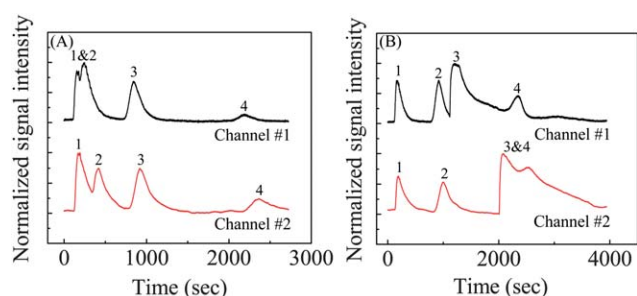 (A)
1&2
3
4
Channel #1
1
2
3
4
Channel #2
0 1000 2000 3000
Time (sec)
Normalized signal intensity
(B)
1
2
3
4
Channel #1
1
2
3&4
Channel #2
0 2000 4000
Time (sec)
Normalized signal intensity